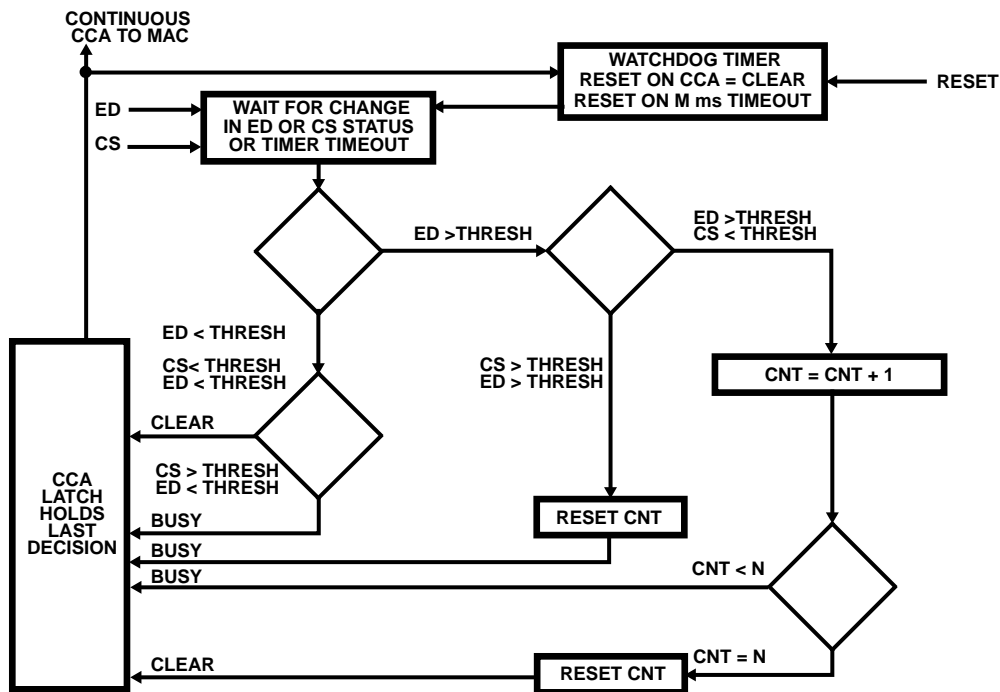 CONTINUOUS
CCA TO MAC
WATCHDOG TIMER
RESET ON CCA = CLEAR
RESET ON M ms TIMEOUT
RESET
ED
CS
WAIT FOR CHANGE
IN ED OR CS STATUS
OR TIMER TIMEOUT
ED >THRESH
ED >THRESH
CS < THRESH
ED < THRESH
CS< THRESH
ED < THRESH
CS > THRESH
ED > THRESH
CNT = CNT + 1
CLEAR
CS > THRESH
ED < THRESH
CCA
LATCH
HOLDS
LAST
DECISION
BUSY
RESET CNT
BUSY
BUSY
CNT < N
CLEAR
RESET CNT
CNT = N